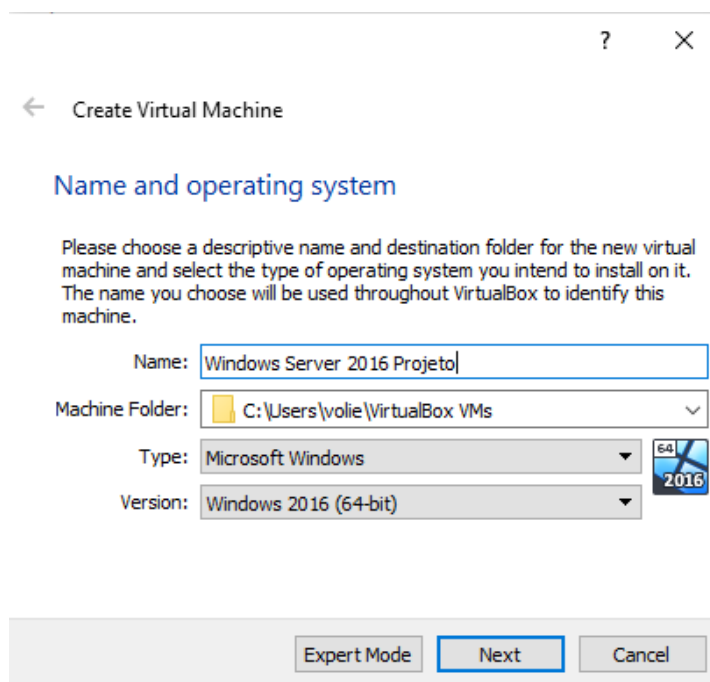 ?
Create Virtual Machine
Name and operating system
Please choose a descriptive name and destination folder for the new virtual
machine and select the type of operating system you intend to install on it.
The name you choose will be used throughout VirtualBox to identify this
machine.
Name: Windows Server 2016 Projeto
Machine Folder: C:\Users\volie\VirtualBox VMs
Type: Microsoft Windows
64
2016
Version: Windows 2016 (64-bit)
Expert Mode Next Cancel